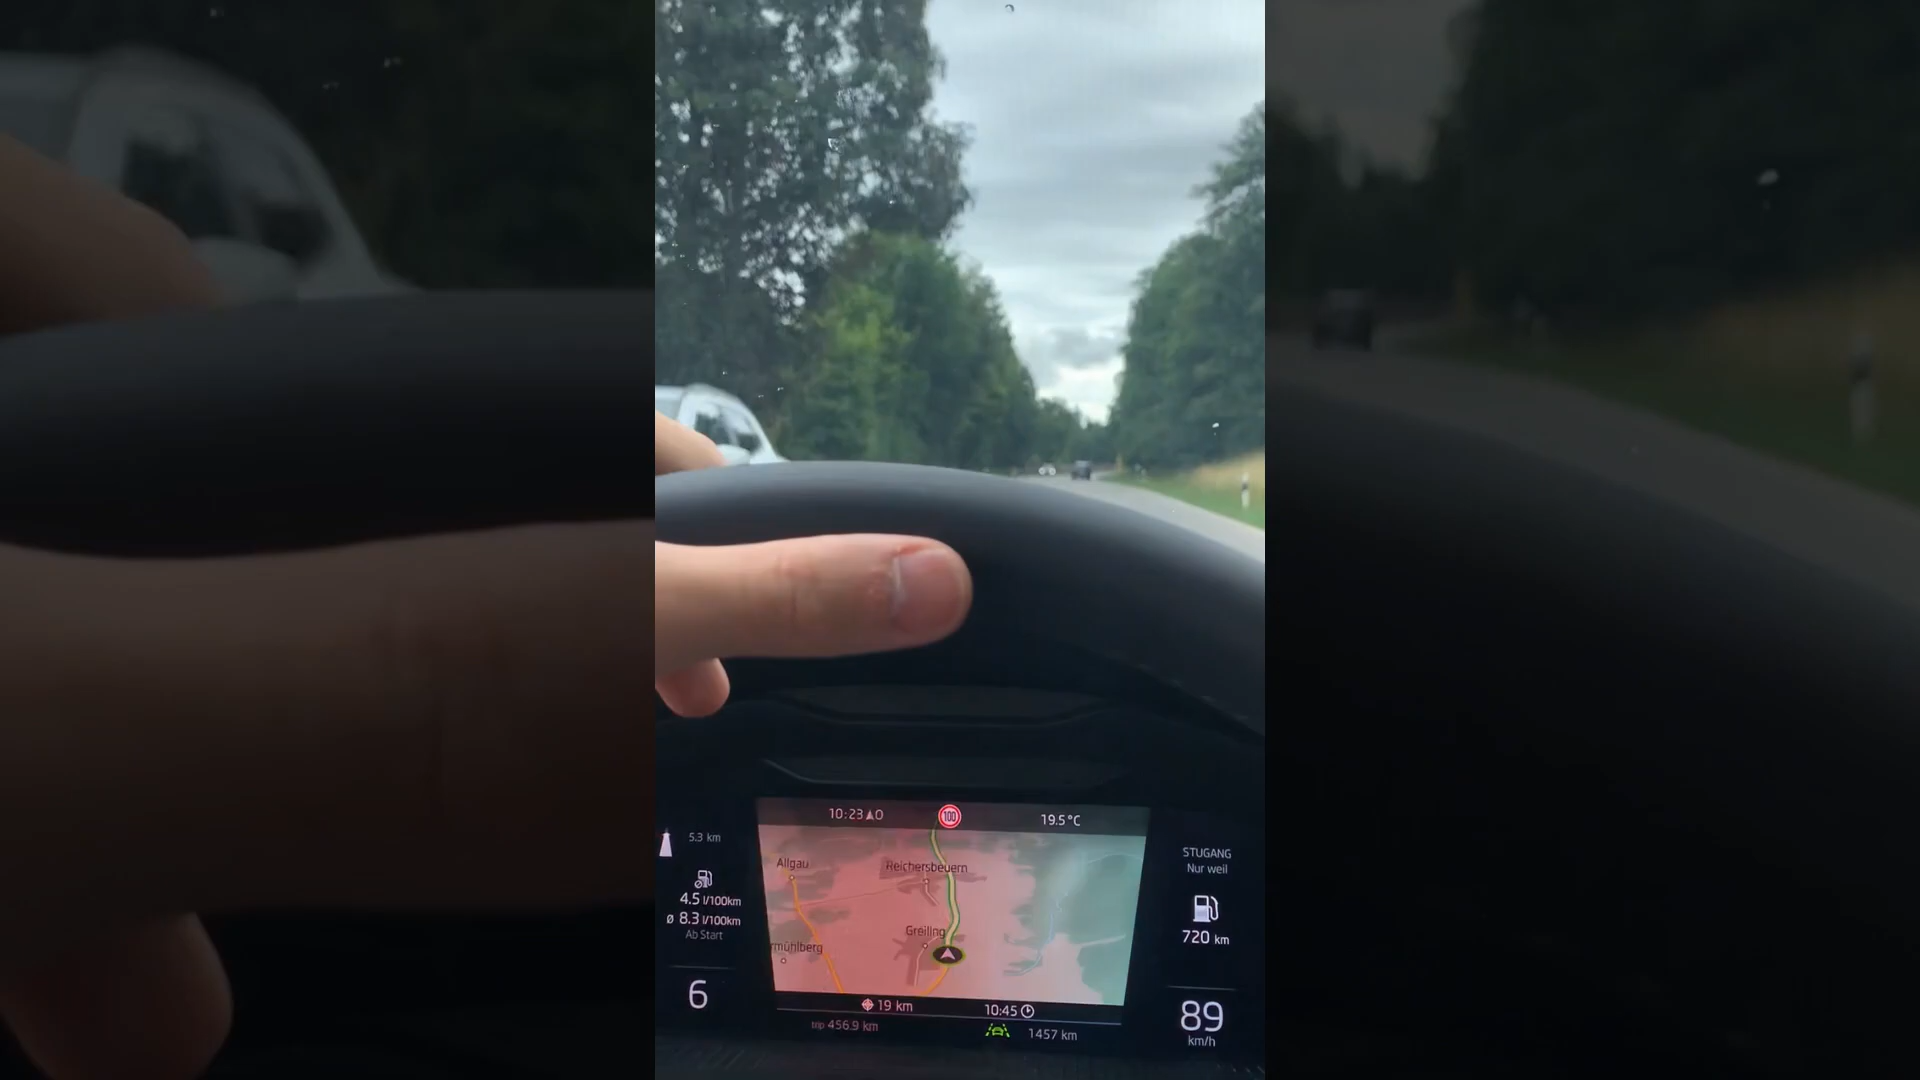 10:23 O
100
19.5°C
5.3 km
Allgau
Reichersbeuern
STUGANG
Nur weil
4.5 l/100km
ø 8.3 l/100km
Ab Start
Greiling
720 km
rmühlberg
6
19 km
10:45
89
km/h
trip 456.9 km
1457 km